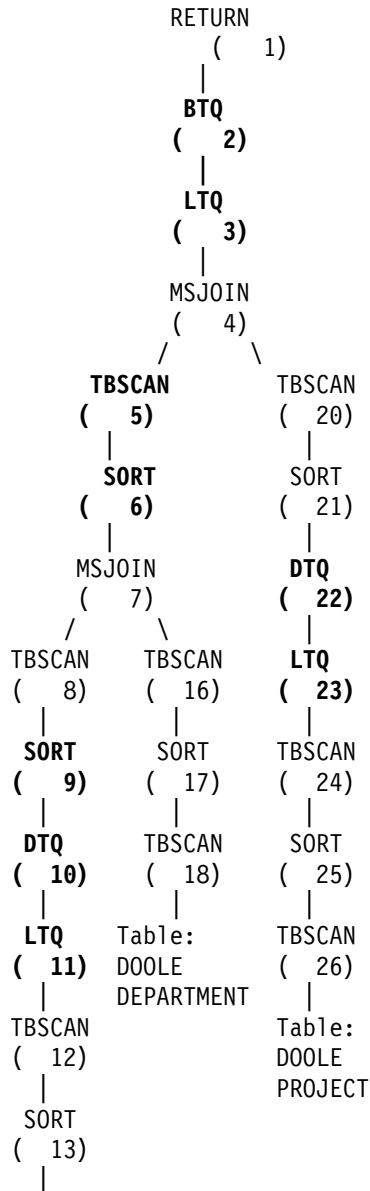 RETURN
( 1)
|
BTQ
( 2)
|
LTQ
( 3)
|
MSJOIN
( 4)
/ \
TBSCAN TBSCAN
( 5) ( 20)
| |
SORT SORT
( 6) ( 21)
| |
MSJOIN DTQ
( 7) ( 22)
/ \ |
TBSCAN TBSCAN LTQ
( 8) ( 16) ( 23)
| | |
SORT SORT TBSCAN
( 9) ( 17) ( 24)
| | |
DTQ TBSCAN SORT
( 10) ( 18) ( 25)
| | |
LTQ Table: TBSCAN
( 11) DOOLE ( 26)
| DEPARTMENT |
TBSCAN Table:
( 12) DOOLE
| PROJECT
SORT
( 13)
|